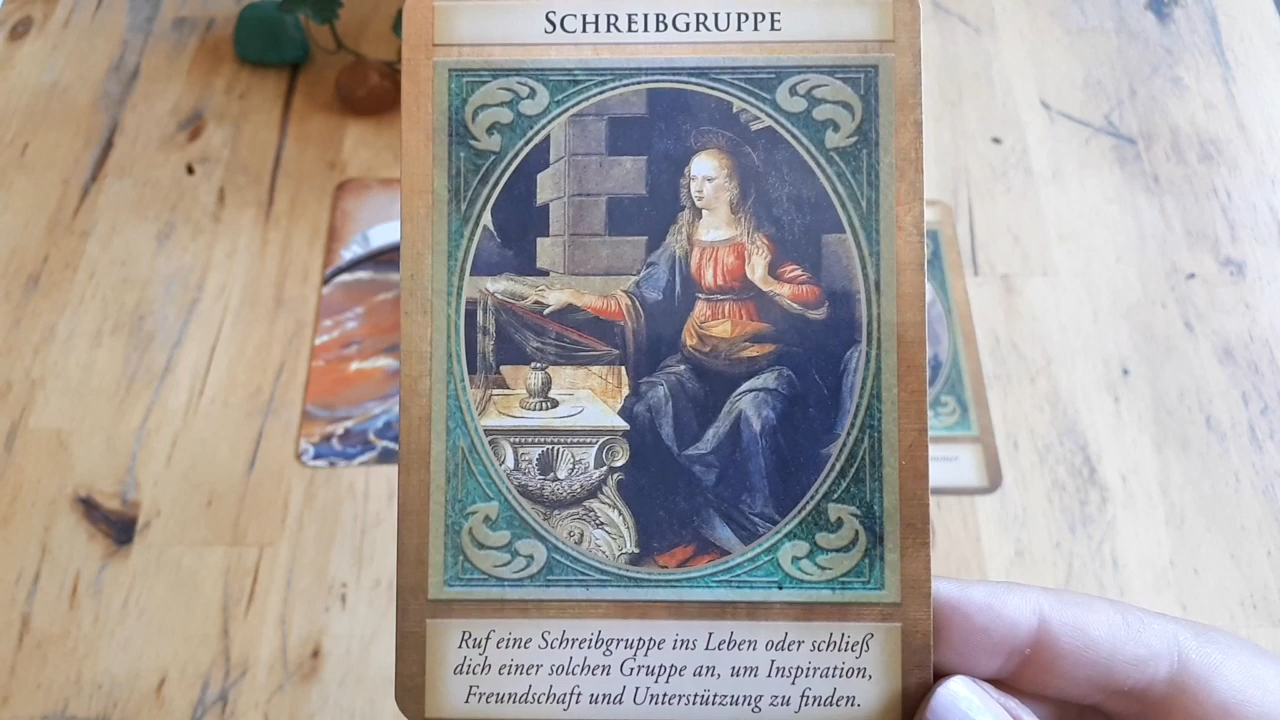 SCHREIBGRUPPE
Ruf eine Schreibgruppe ins Leben oder schließ
dich einer solchen Gruppe an, um Inspiration,
Freundschaft und Unterstützung zu finden.